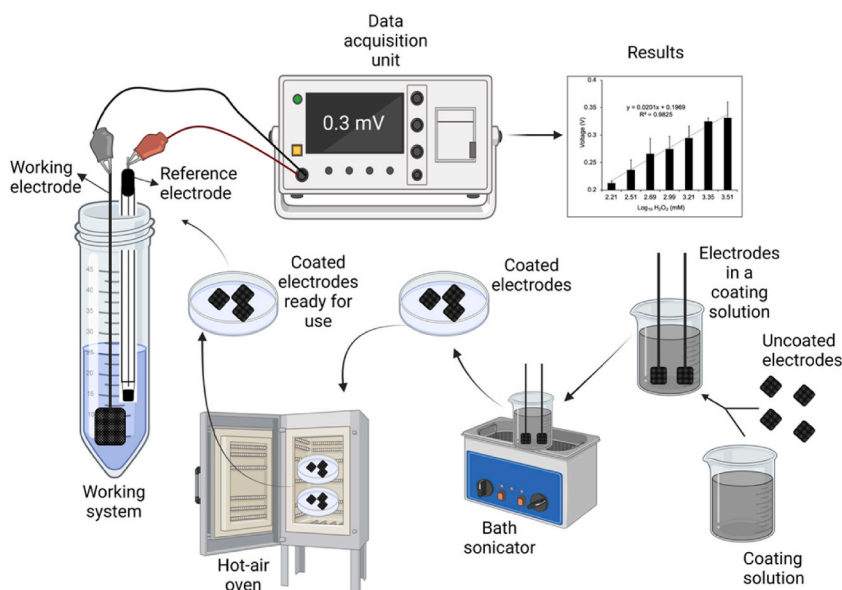 Data
acquisition
unit
Results
0.3 mV
0.4
0.35
0.3
0.25
0.2
Voltage (V)
y = 0.0201x + 0.1969
R² = 0.9825
2.21 2.51 2.69 2.99 3.21 3.35 3.51
Log₁₀ H₂O₂ (mM)
Working
electrode
Reference
electrode
45
35
25
15
Working
system
Coated
electrodes
ready for
use
Coated
electrodes
Electrodes
in a
coating
solution
Uncoated
electrodes
Hot-air
oven
Bath
sonicator
Coating
solution